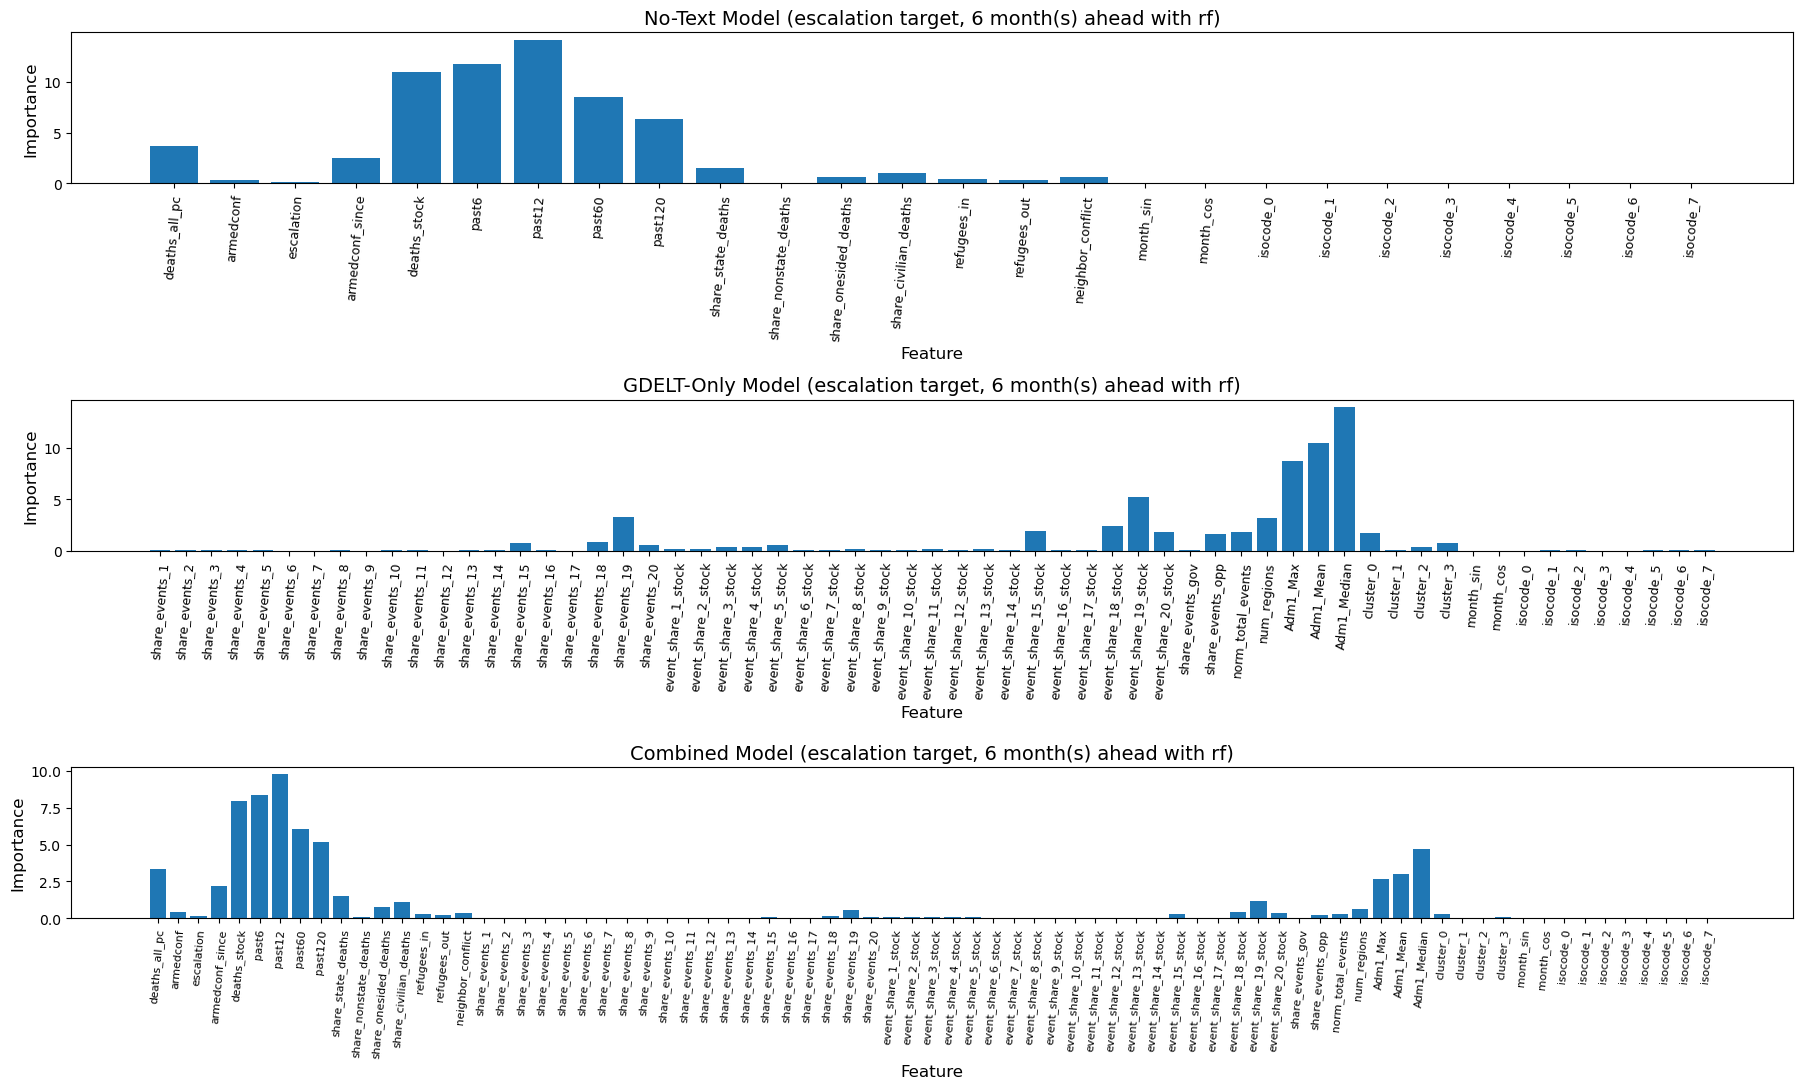 No-Text Model (escalation target, 6 month(s) ahead with rf)
Importance
10
5
0
deaths_all_pc
armedconf
escalation
armedconf_since
deaths_stock
past6
past12
past60
past120
share_state_deaths
share_nonstate_deaths
share_onesided_deaths
share_civilian_deaths
refugees_in
refugees_out
neighbor_conflict
month_sin
month_cos
isocode_0
isocode_1
isocode_2
isocode_3
isocode_4
isocode_5
isocode_6
isocode_7
Feature
GDELT-Only Model (escalation target, 6 month(s) ahead with rf)
Importance
10
5
0
share_events_1
share_events_2
share_events_3
share_events_4
share_events_5
share_events_6
share_events_7
share_events_8
share_events_9
share_events_10
share_events_11
share_events_12
share_events_13
share_events_14
share_events_15
share_events_16
share_events_17
share_events_18
share_events_19
share_events_20
event_share_1_stock
event_share_2_stock
event_share_3_stock
event_share_4_stock
event_share_5_stock
event_share_6_stock
event_share_7_stock
event_share_8_stock
event_share_9_stock
event_share_10_stock
event_share_11_stock
event_share_12_stock
event_share_13_stock
event_share_14_stock
event_share_15_stock
event_share_16_stock
event_share_17_stock
event_share_18_stock
event_share_19_stock
event_share_20_stock
share_events_gov
share_events_opp
norm_total_events
num_regions
Adm1_Max
Adm1_Mean
Adm1_Median
cluster_0
cluster_1
cluster_2
cluster_3
month_sin
month_cos
isocode_0
isocode_1
isocode_2
isocode_3
isocode_4
isocode_5
isocode_6
isocode_7
Feature
Combined Model (escalation target, 6 month(s) ahead with rf)
Importance
10.0
7.5
5.0
2.5
0.0
deaths_all_pc
armedconf
escalation
armedconf_since
deaths_stock
past6
past12
past60
past120
share_state_deaths
share_nonstate_deaths
share_onesided_deaths
share_civilian_deaths
refugees_in
refugees_out
neighbor_conflict
share_events_1
share_events_2
share_events_3
share_events_4
share_events_5
share_events_6
share_events_7
share_events_8
share_events_9
share_events_10
share_events_11
share_events_12
share_events_13
share_events_14
share_events_15
share_events_16
share_events_17
share_events_18
share_events_19
share_events_20
event_share_1_stock
event_share_2_stock
event_share_3_stock
event_share_4_stock
event_share_5_stock
event_share_6_stock
event_share_7_stock
event_share_8_stock
event_share_9_stock
event_share_10_stock
event_share_11_stock
event_share_12_stock
event_share_13_stock
event_share_14_stock
event_share_15_stock
event_share_16_stock
event_share_17_stock
event_share_18_stock
event_share_19_stock
event_share_20_stock
share_events_gov
share_events_opp
norm_total_events
num_regions
Adm1_Max
Adm1_Mean
Adm1_Median
cluster_0
cluster_1
cluster_2
cluster_3
month_sin
month_cos
isocode_0
isocode_1
isocode_2
isocode_3
isocode_4
isocode_5
isocode_6
isocode_7
Feature